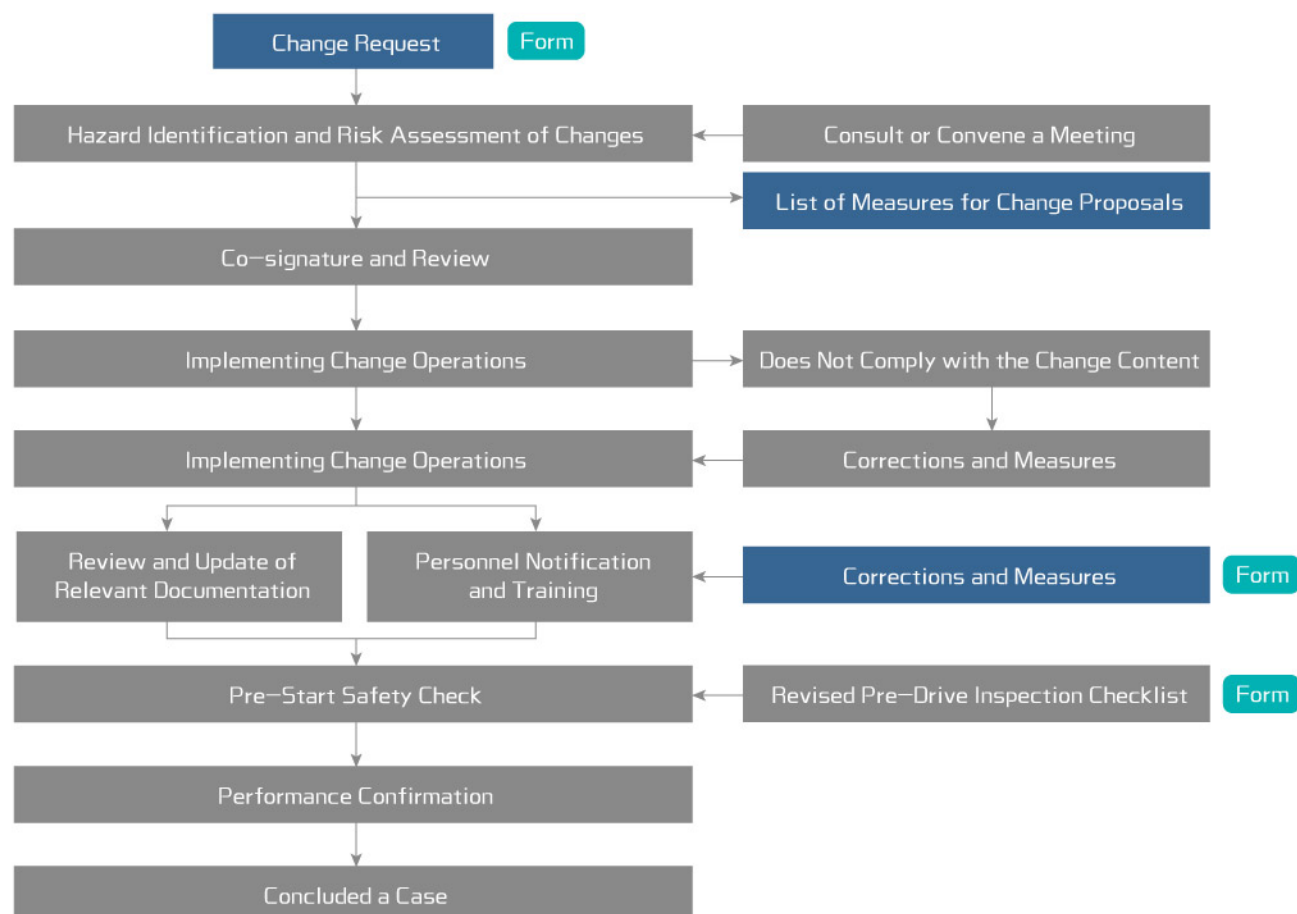 Change Request
Form
Hazard Identification and Risk Assessment of Changes
Consult or Convene a Meeting
List of Measures for Change Proposals
Co-signature and Review
Implementing Change Operations
Does Not Comply with the Change Content
Implementing Change Operations
Corrections and Measures
Review and Update of
Relevant Documentation
Personnel Notification
and Training
Corrections and Measures
Form
Pre-Start Safety Check
Revised Pre-Drive Inspection Checklist
Form
Performance Confirmation
Concluded a Case